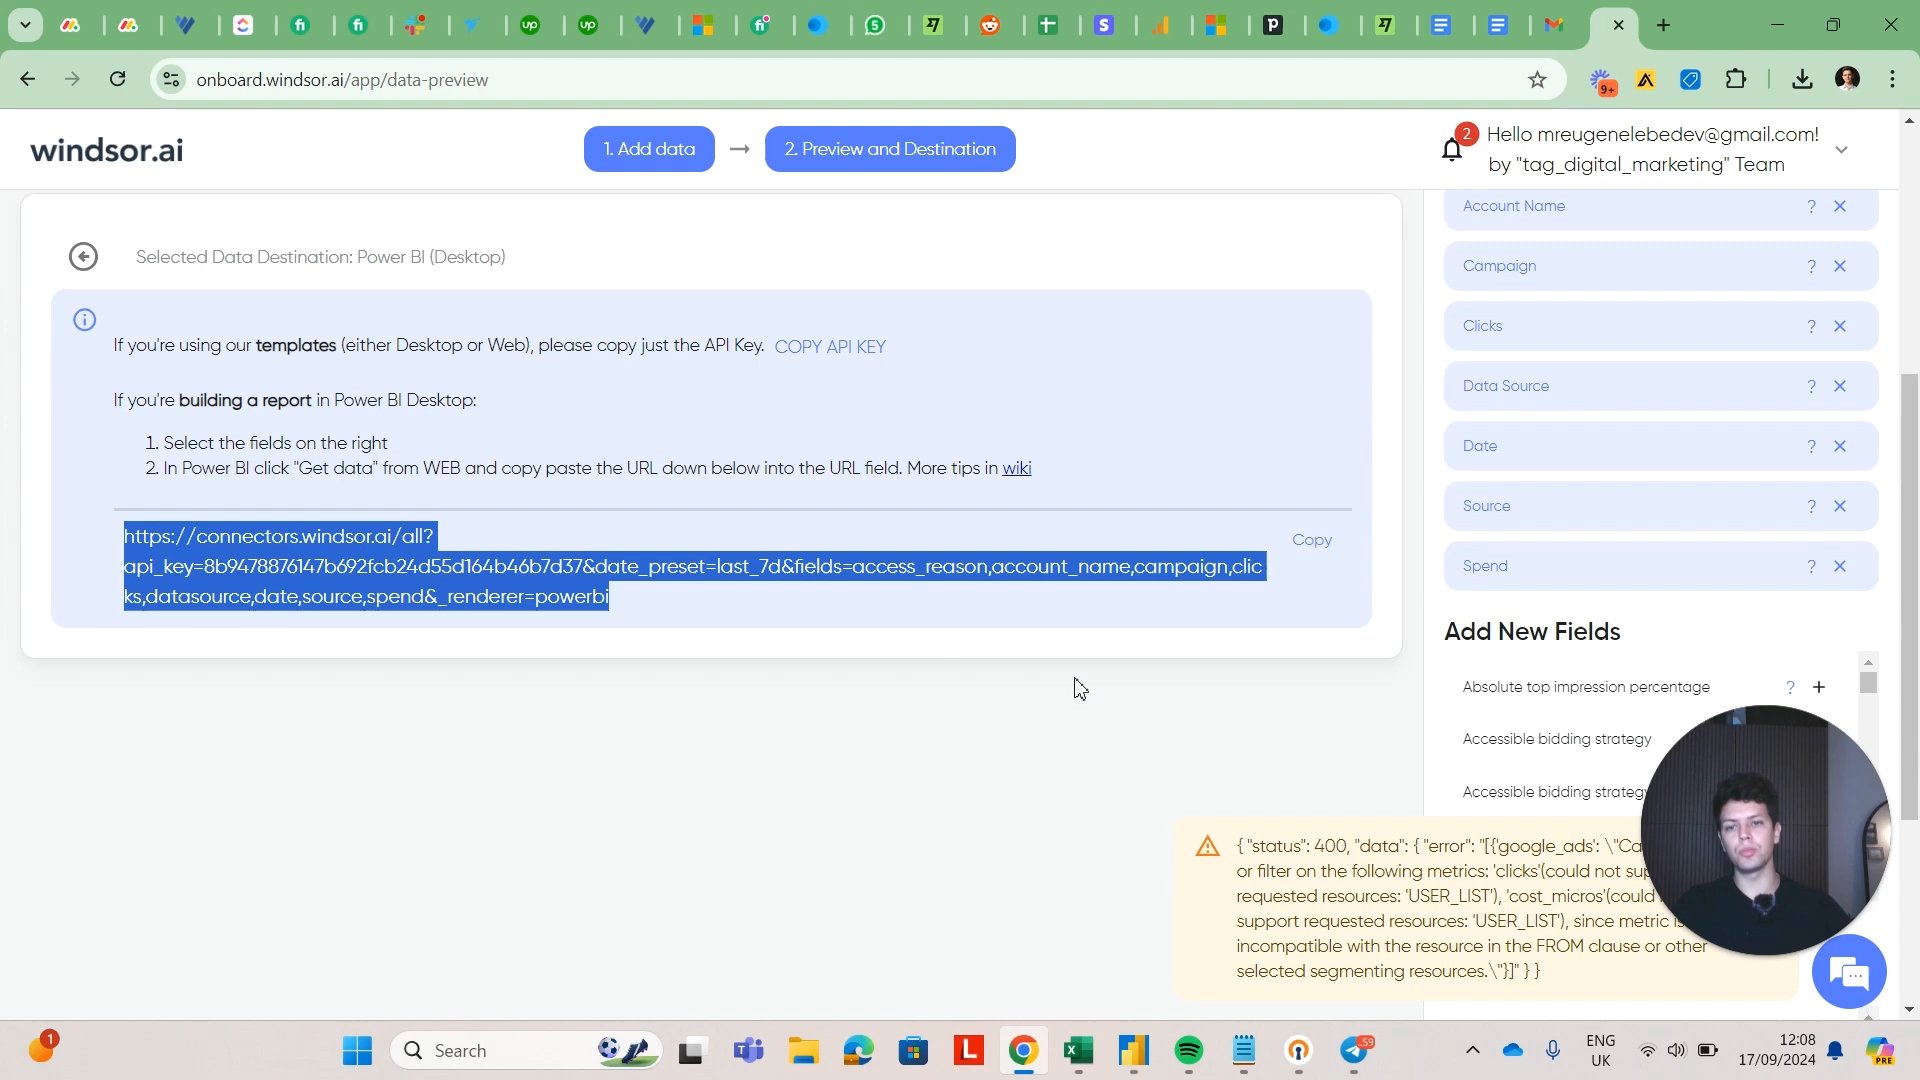 onboard.windsor.ai/app/data-preview
9+
windsor.ai
1. Add data
2. Preview and Destination
2
Hello mreugenelebedev@gmail.com!
by "tag_digital_marketing" Team
Selected Data Destination: Power BI (Desktop)
If you're using our templates (either Desktop or Web), please copy just the API Key. COPY API KEY
If you're building a report in Power BI Desktop:
1. Select the fields on the right
2. In Power BI click "Get data" from WEB and copy paste the URL down below into the URL field. More tips in wiki
https://connectors.windsor.ai/all?
api_key=8b9478876147b692fcb24d55d164b46b7d37&date_preset=last_7d&fields=access_reason,account_name,campaign,clic
ks,datasource,date,source,spend&_renderer=powerbi
Copy
Account Name ?
Campaign ?
Clicks ?
Data Source ?
Date ?
Source ?
Spend ?
Add New Fields
Absolute top impression percentage ? +
Accessible bidding strategy
Accessible bidding strategy
{ "status": 400, "data": { "error": "[{'google_ads': \"Ca
or filter on the following metrics: 'clicks'(could not sup
requested resources: 'USER_LIST'), 'cost_micros'(could
support requested resources: 'USER_LIST'), since metric is
incompatible with the resource in the FROM clause or other
selected segmenting resources.\"}]" } }
1
Search
59
ENG
UK
12:08
17/09/2024
PRE